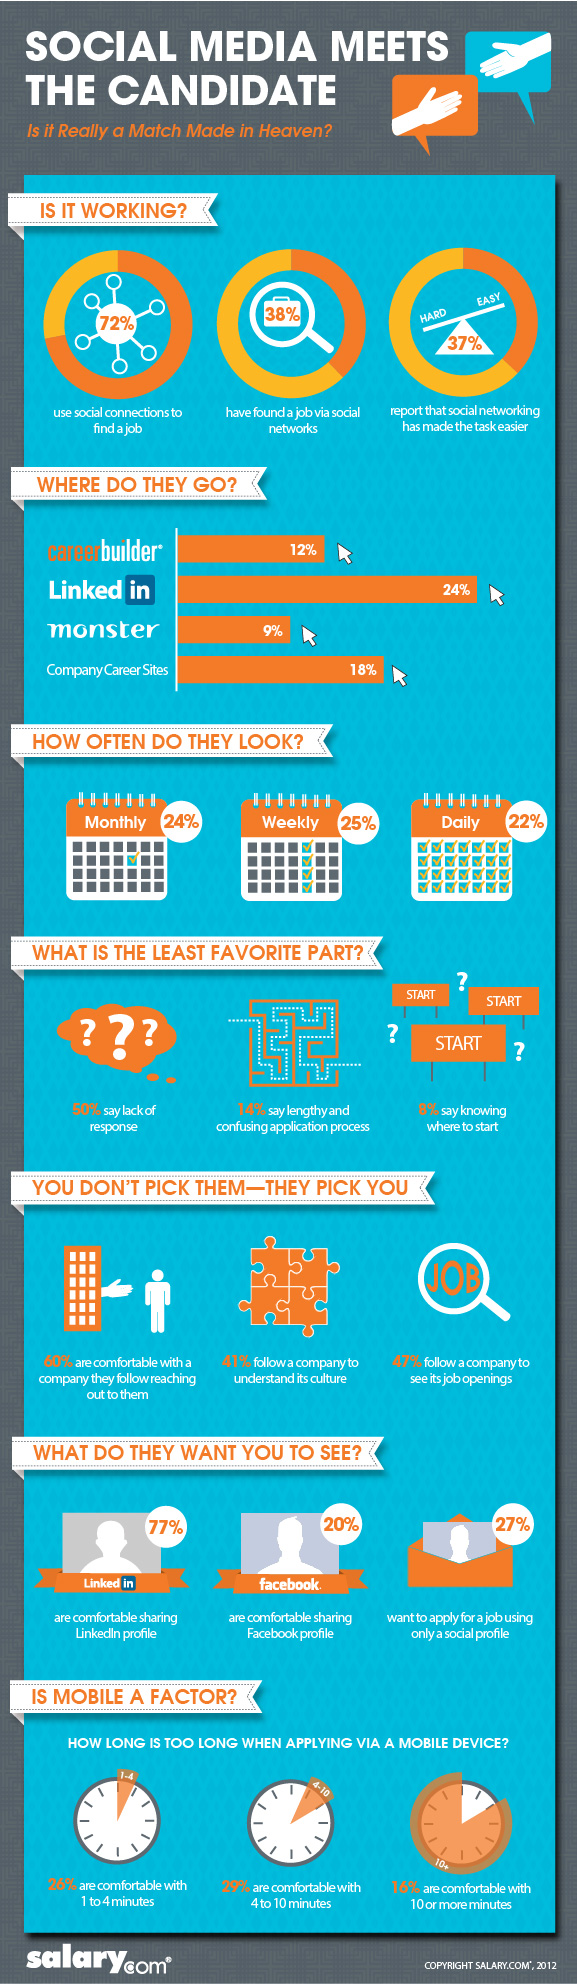 SOCIAL MEDIA MEETS
THE CANDIDATE
Is it Really a Match Made in Heaven?
IS IT WORKING?
72%
use social connections to
find a job
38%
have found a job via social
networks
HARD
EASY
37%
report that social networking
has made the task easier
WHERE DO THEY GO?
careerbuilder®
12%
Linked in
24%
monster
9%
Company Career Sites
18%
HOW OFTEN DO THEY LOOK?
Monthly
24%
Weekly
25%
Daily
22%
WHAT IS THE LEAST FAVORITE PART?
? ? ?
50% say lack of
response
14% say lengthy and
confusing application process
START
?
START
?
START
?
8% say knowing
where to start
YOU DON'T PICK THEM—THEY PICK YOU
60% are comfortable with a
company they follow reaching
out to them
41% follow a company to
understand its culture
JOB
47% follow a company to
see its job openings
WHAT DO THEY WANT YOU TO SEE?
77%
Linked in
are comfortable sharing
LinkedIn profile
20%
facebook.
are comfortable sharing
Facebook profile
27%
want to apply for a job using
only a social profile
IS MOBILE A FACTOR?
HOW LONG IS TOO LONG WHEN APPLYING VIA A MOBILE DEVICE?
1-4
26% are comfortable with
1 to 4 minutes
4-10
29% are comfortable with
4 to 10 minutes
10+
16% are comfortable with
10 or more minutes
salary.com®
COPYRIGHT SALARY.COM®, 2012